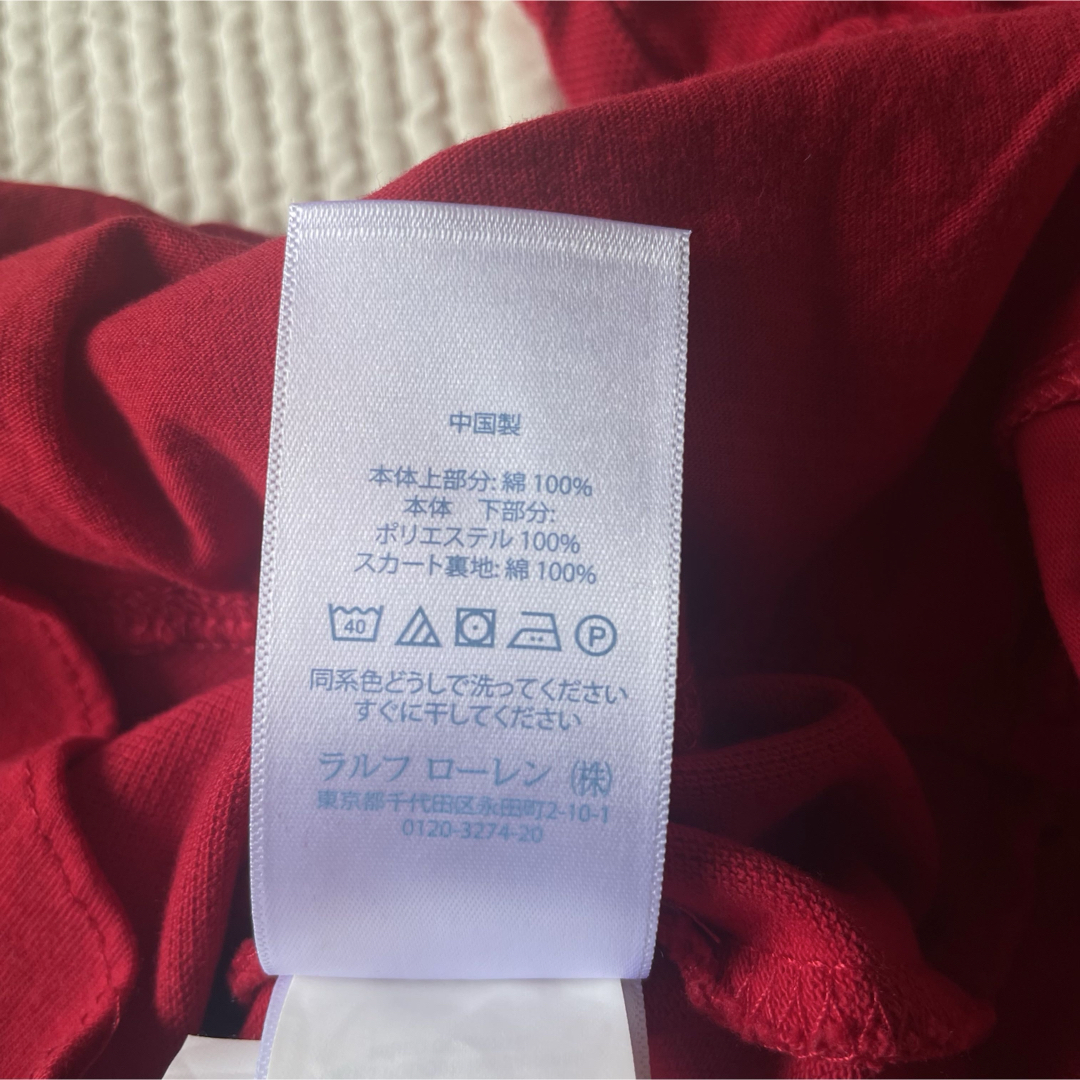 中国製
本体上部分: 綿 100%
本体　下部分:
ポリエステル 100%
スカート裏地: 綿 100%
40 P
同系色どうしで洗ってください
すぐに干してください
ラルフ ローレン ㈱
東京都千代田区永田町2-10-1
0120-3274-20